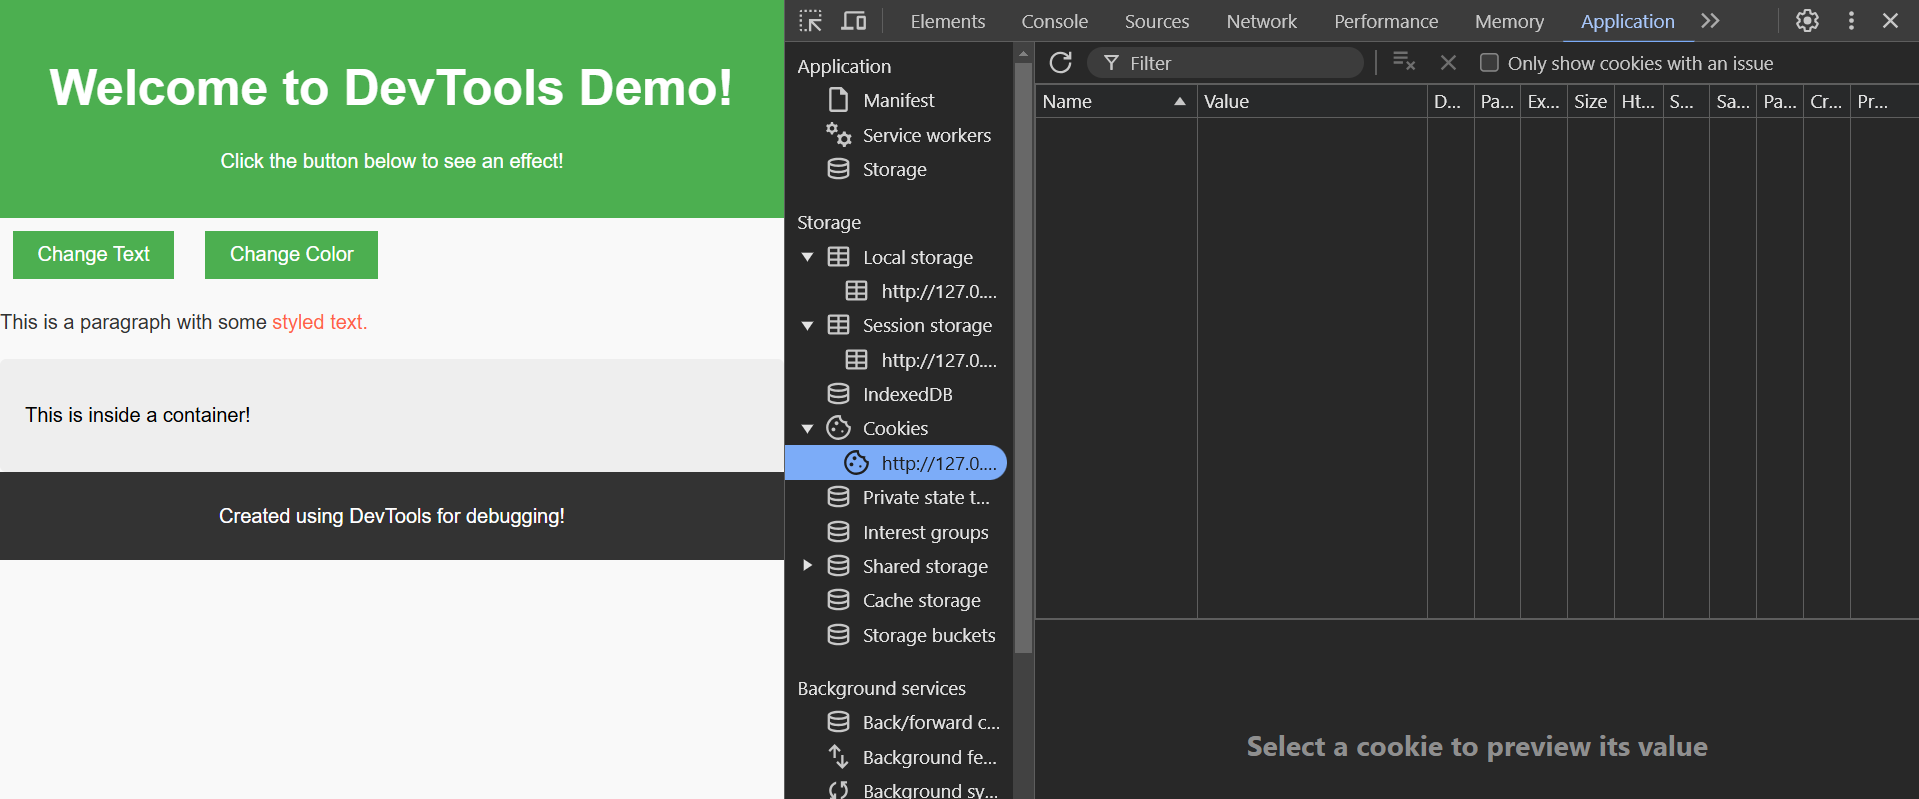 Welcome to DevTools Demo!
Click the button below to see an effect!
Change Text
Change Color
This is a paragraph with some styled text.
This is inside a container!
Created using DevTools for debugging!
Elements Console Sources Network Performance Memory Application
Application
Manifest
Service workers
Storage
Storage
Local storage
http://127.0....
Session storage
http://127.0....
IndexedDB
Cookies
http://127.0....
Private state t...
Interest groups
Shared storage
Cache storage
Storage buckets
Background services
Back/forward c...
Background fe...
Background sy...
Filter
Only show cookies with an issue
Name Value D... Pa... Ex... Size Ht... S... Sa... Pa... Cr... Pr...
Select a cookie to preview its value